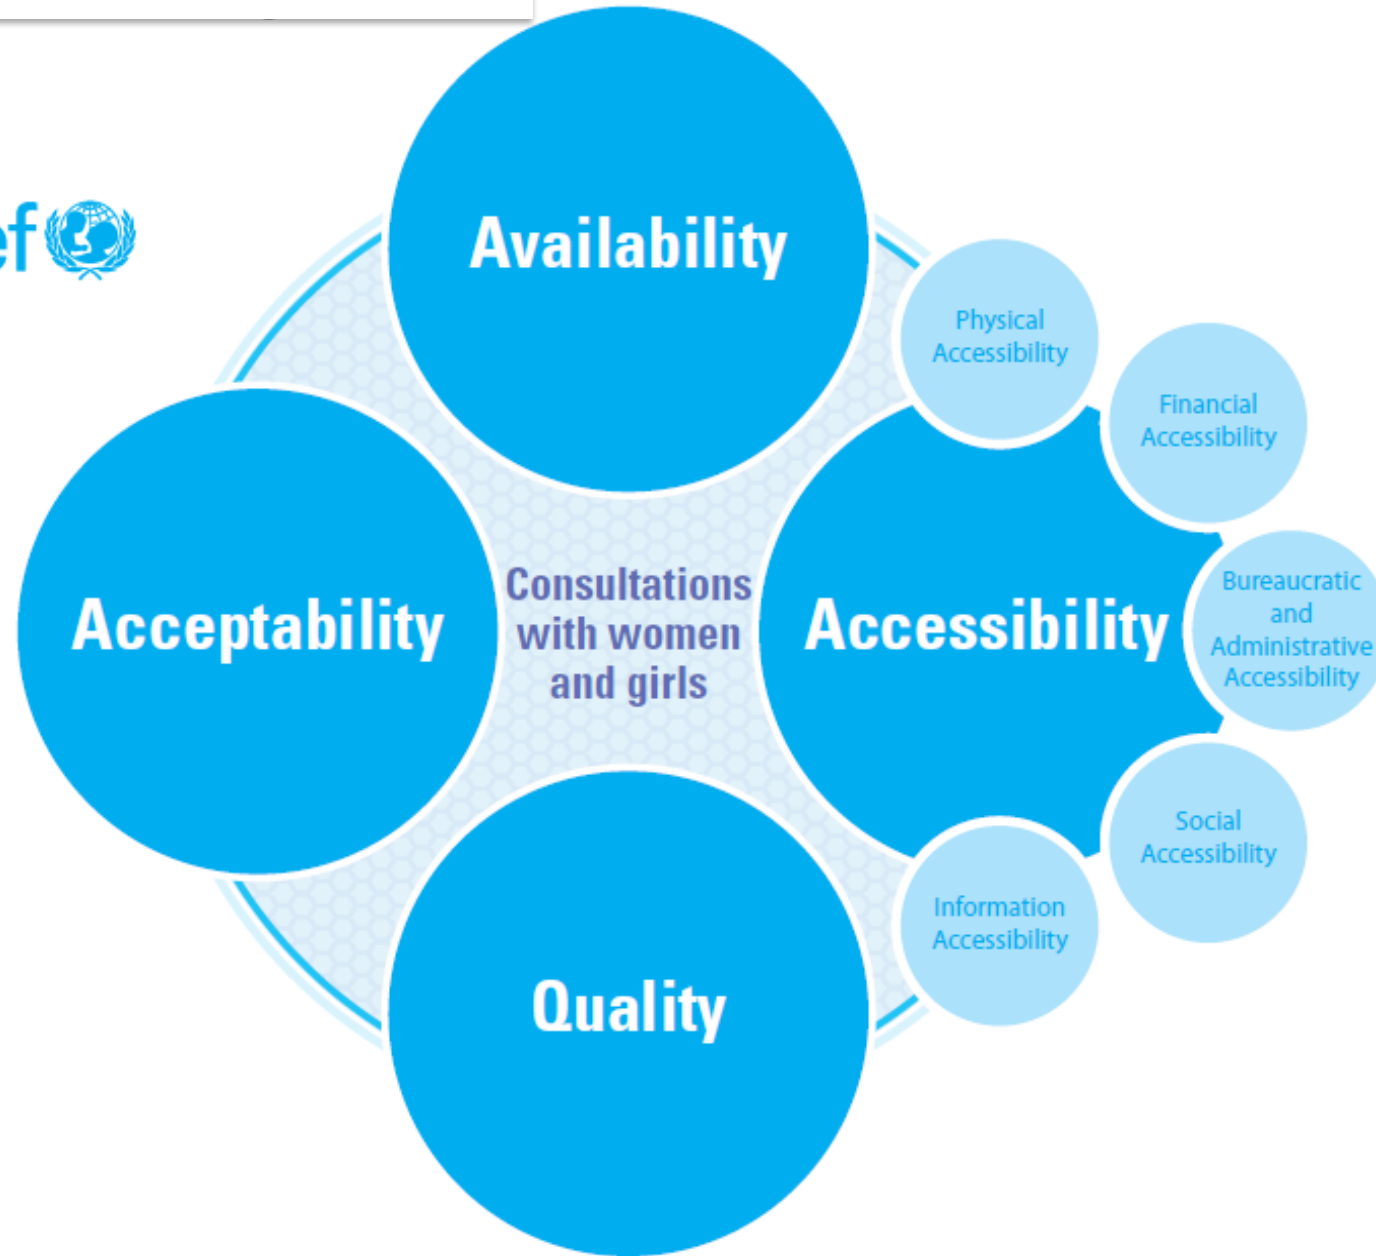 ef
Availability
Physical
Accessibility
Financial
Accessibility
Acceptability
Consultations
with women
and girls
Accessibility
Bureaucratic
and
Administrative
Accessibility
Social
Accessibility
Information
Accessibility
Quality